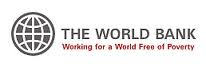 THE WORLD BANK
Working for a World Free of Poverty